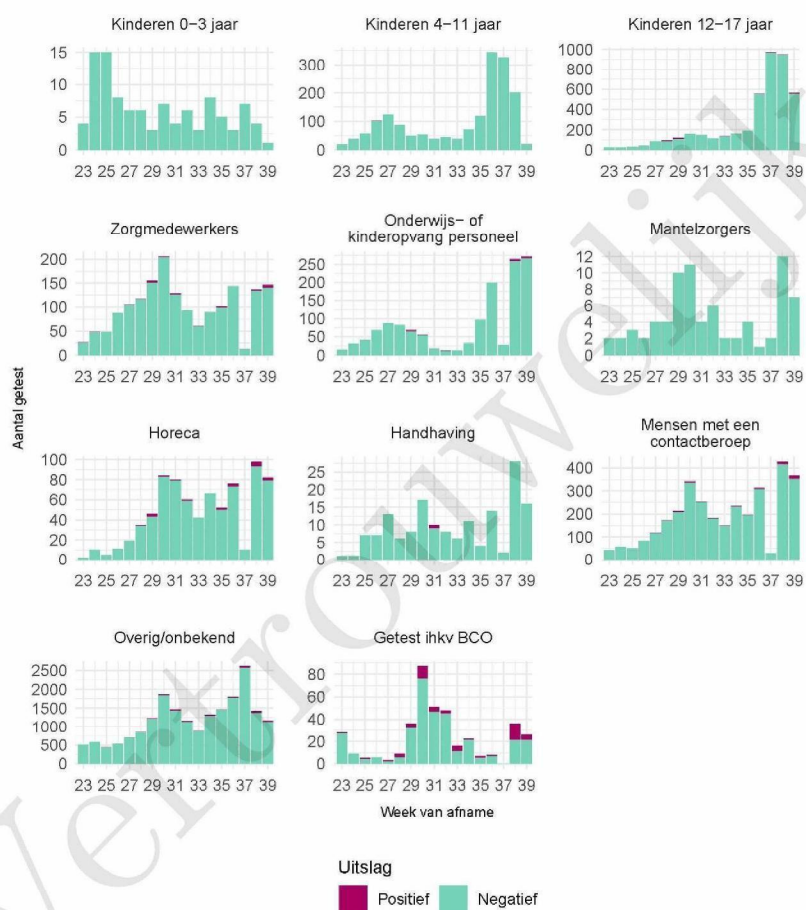 Kinderen 0−3 jaar
Kinderen 4−11 jaar
Kinderen 12−17 jaar
15
10
5
0
23 25 27 29 31 33 35 37 39
300
200
100
0
23 25 27 29 31 33 35 37 39
1000
800
600
400
200
0
23 25 27 29 31 33 35 37 39
Zorgmedewerkers
Onderwijs− of
kinderopvang personeel
Mantelzorgers
200
150
100
50
0
23 25 27 29 31 33 35 37 39
250
200
150
100
50
0
23 25 27 29 31 33 35 37 39
12
10
8
6
4
2
0
23 25 27 29 31 33 35 37 39
Aantal getest
Horeca
Handhaving
Mensen met een
contactberoep
100
80
60
40
20
0
23 25 27 29 31 33 35 37 39
25
20
15
10
5
0
23 25 27 29 31 33 35 37 39
400
300
200
100
0
23 25 27 29 31 33 35 37 39
Overig/onbekend
Getest ihkv BCO
2500
2000
1500
1000
500
0
23 25 27 29 31 33 35 37 39
80
60
40
20
0
23 25 27 29 31 33 35 37 39
Week van afname
Uitslag
Positief
Negatief
Vertrouwelijk